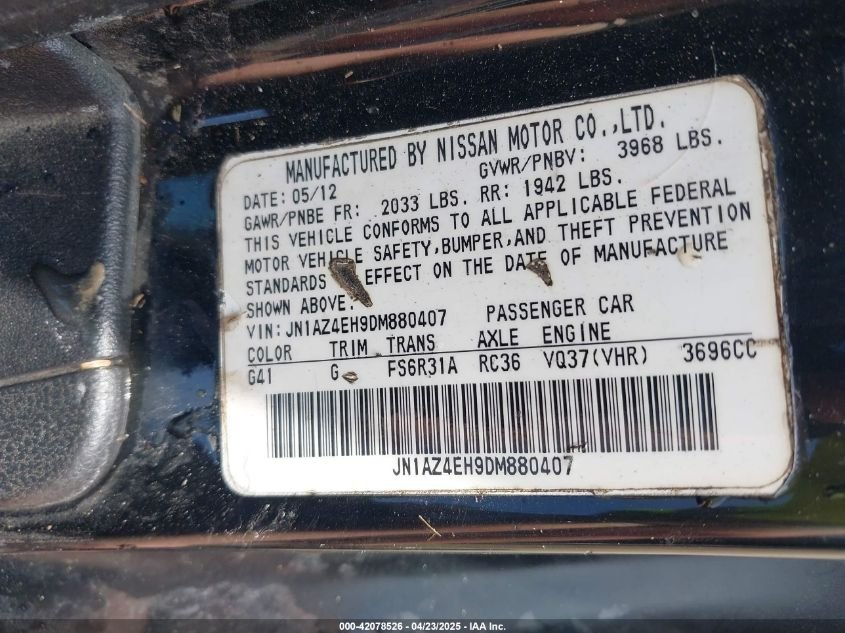 MANUFACTURED BY NISSAN MOTOR CO.,LTD.
DATE: 05/12 GVWR/PNBV: 3968 LBS.
GAWR/PNBE FR: 2033 LBS. RR: 1942 LBS.
THIS VEHICLE CONFORMS TO ALL APPLICABLE FEDERAL
MOTOR VEHICLE SAFETY,BUMPER,AND THEFT PREVENTION
STANDARDS EFFECT ON THE DATE OF MANUFACTURE
SHOWN ABOVE.
VIN: JN1AZ4EH9DM880407 PASSENGER CAR
COLOR TRIM TRANS AXLE ENGINE
G41 G FS6R31A RC36 VQ37(VHR) 3696CC
JN1AZ4EH9DM880407
000-42078526 - 04/23/2025 - IAA Inc.